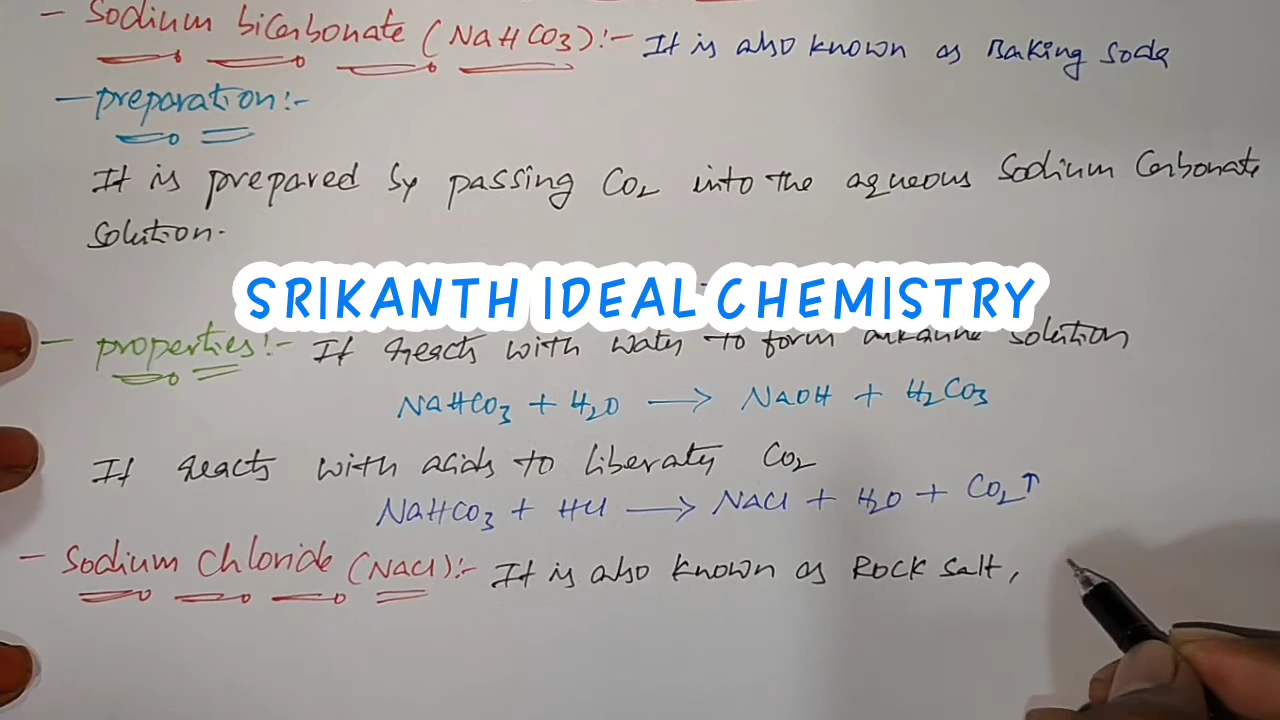 - Sodium bicarbonate (NaHCO3):- It is also known as Baking soda
- preparation:-
It is prepared by passing CO2 into the aqueous Sodium Carbonate
solution.
SRIKANTH IDEAL CHEMISTRY
- properties:- It reacts with water to form alkaline solution
NaHCO3 + H2O → NaOH + H2CO3
It reacts with acids to liberate CO2
NaHCO3 + HCl → NaCl + H2O + CO2↑
- Sodium chloride (NaCl):- It is also known as Rock salt,